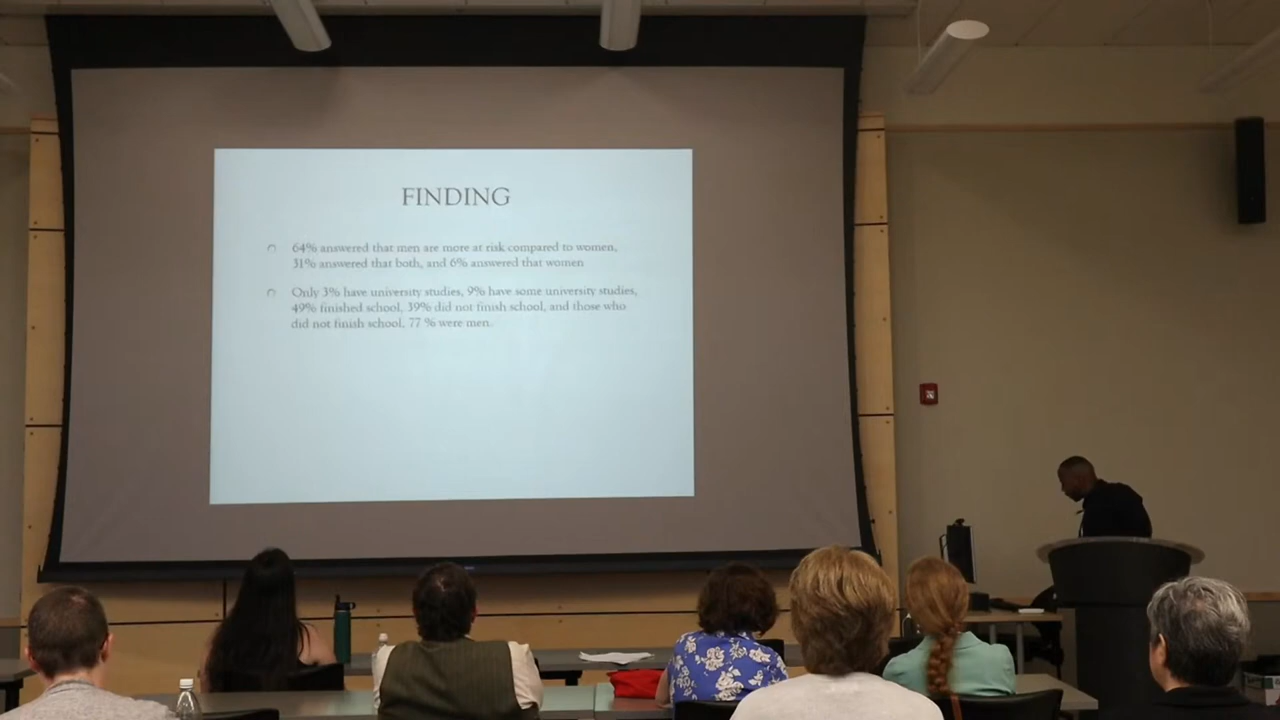 FINDING
64% answered that men are more at risk compared to women,
31% answered that both, and 6% answered that women
Only 3% have university studies, 9% have some university studies,
49% finished school, 39% did not finish school, and those who
did not finish school, 77 % were men.